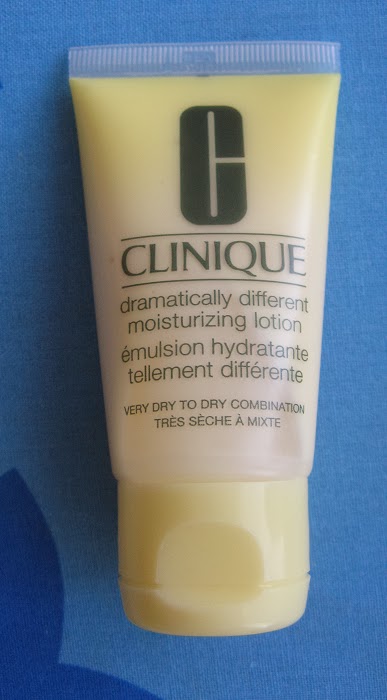 CLINIQUE
dramatically different
moisturizing lotion
émulsion hydratante
tellement différente
VERY DRY TO DRY COMBINATION
TRÈS SÈCHE À MIXTE